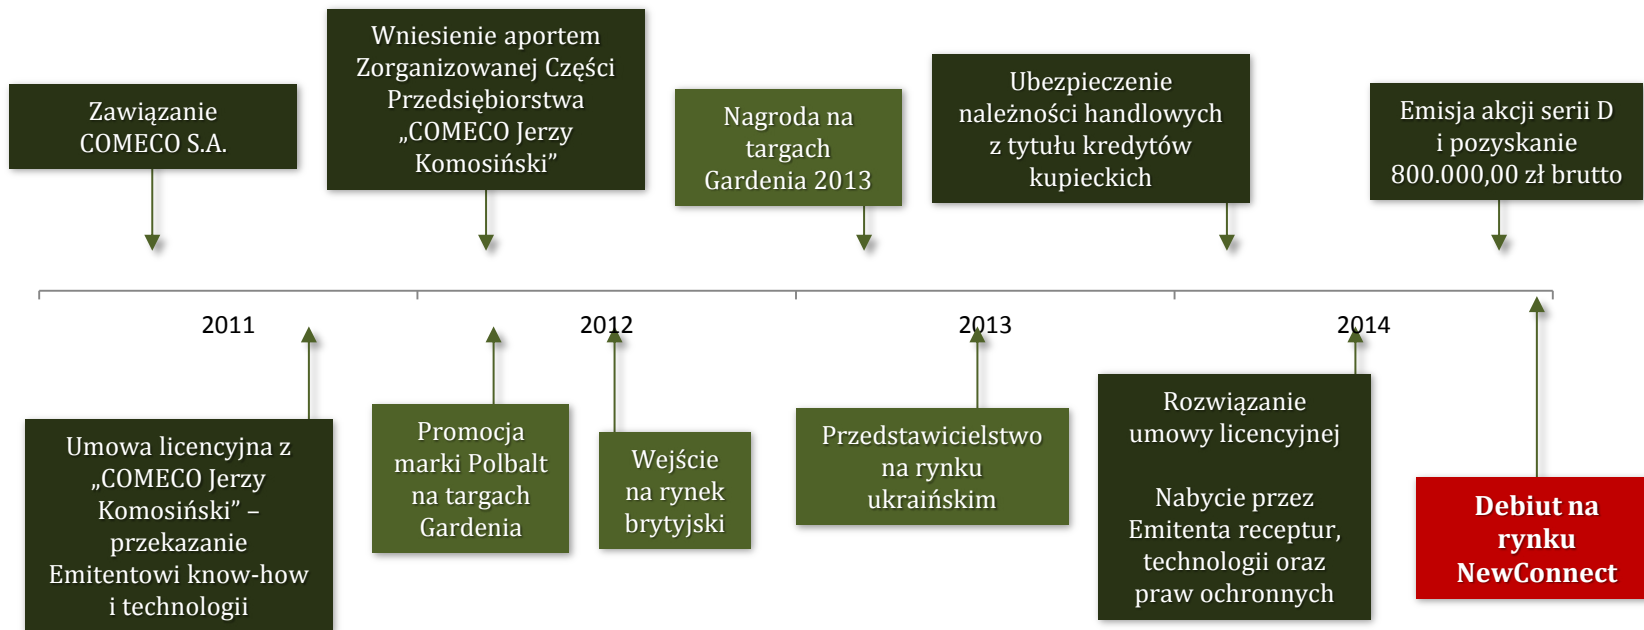 Zawiązanie
COMECO S.A.
Wniesienie aportem
Zorganizowanej Części
Przedsiębiorstwa
„COMECO Jerzy
Komosiński”
Nagroda na
targach
Gardenia 2013
Ubezpieczenie
należności handlowych
z tytułu kredytów
kupieckich
Emisja akcji serii D
i pozyskanie
800.000,00 zł brutto
2011
2012
2013
2014
Umowa licencyjna z
„COMECO Jerzy
Komosiński” –
przekazanie
Emitentowi know-how
i technologii
Promocja
marki Polbalt
na targach
Gardenia
Wejście
na rynek
brytyjski
Przedstawicielstwo
na rynku
ukraińskim
Rozwiązanie
umowy licencyjnej
Nabycie przez
Emitenta receptur,
technologii oraz
praw ochronnych
Debiut na
rynku
NewConnect